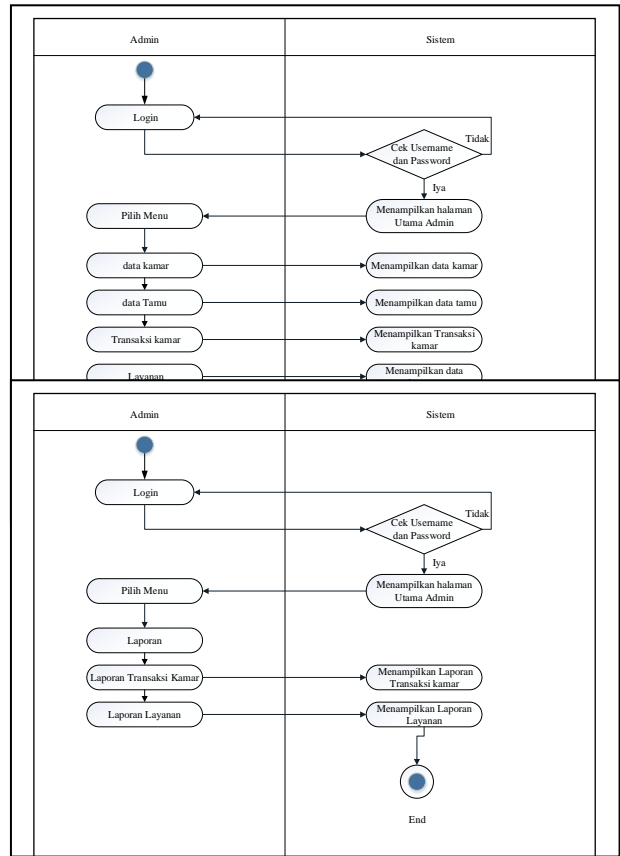 Admin Sistem
Login
Tidak
Cek Username
dan Password
Iya
Pilih Menu
Menampilkan halaman
Utama Admin
data kamar
Menampilkan data kamar
data Tamu
Menampilkan data tamu
Transaksi kamar
Menampilkan Transaksi
kamar
Layanan
Menampilkan data
Admin Sistem
Login
Tidak
Cek Username
dan Password
Iya
Pilih Menu
Menampilkan halaman
Utama Admin
Laporan
Laporan Transaksi Kamar
Menampilkan Laporan
Transaksi kamar
Laporan Layanan
Menampilkan Laporan
Layanan
End